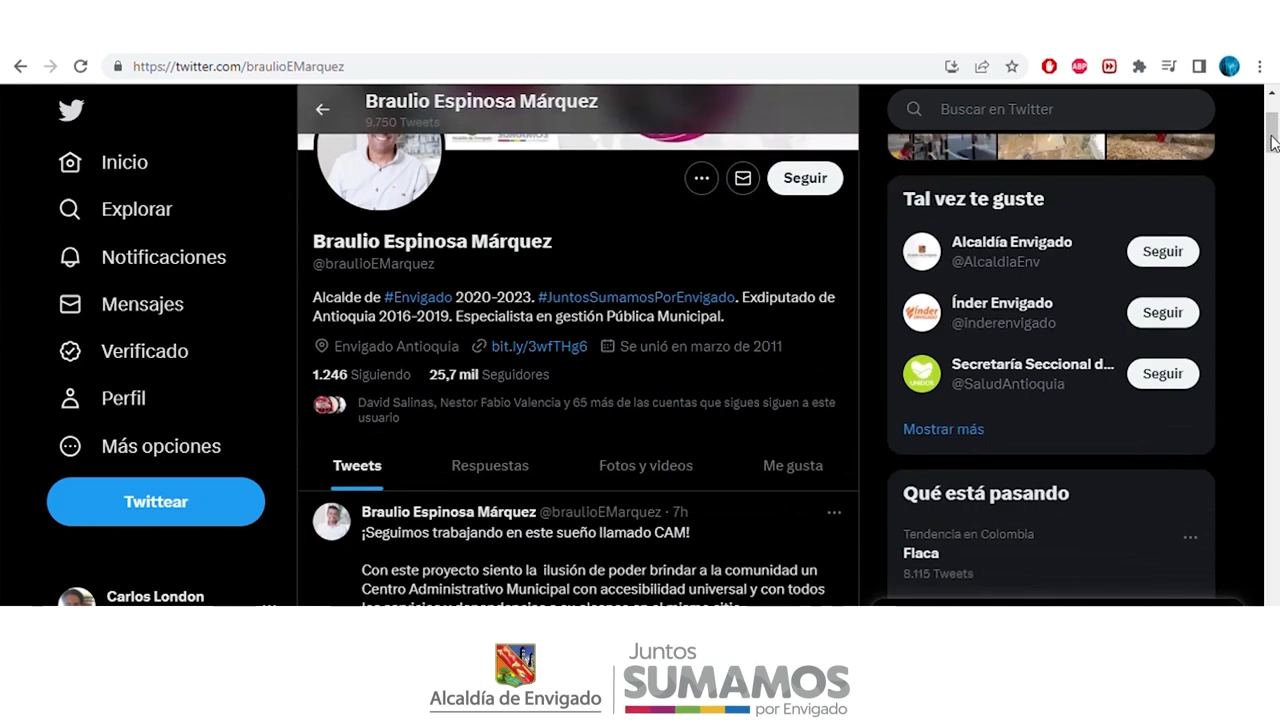 https://twitter.com/braulioEMarquez
ABP
Braulio Espinosa Márquez
9.750 Tweets
Buscar en Twitter
Inicio
Explorar
Notificaciones
Mensajes
Verificado
Perfil
Más opciones
Twittear
Carlos London
SUMAMOS
Seguir
Braulio Espinosa Márquez
@braulioEMarquez
Alcalde de #Envigado 2020-2023. #JuntosSumamosPorEnvigado. Exdiputado de
Antioquia 2016-2019. Especialista en gestión Pública Municipal.
Envigado Antioquia bit.ly/3wfTHg6 Se unió en marzo de 2011
1.246 Siguiendo 25,7 mil Seguidores
David Salinas, Nestor Fabio Valencia y 65 más de las cuentas que sigues siguen a este
usuario
Tweets Respuestas Fotos y videos Me gusta
Braulio Espinosa Márquez @braulioEMarquez · 7h
¡Seguimos trabajando en este sueño llamado CAM!
Con este proyecto siento la ilusión de poder brindar a la comunidad un
Centro Administrativo Municipal con accesibilidad universal y con todos
Tal vez te guste
Alcaldía Envigado
@AlcaldiaEnv
Seguir
Índer Envigado
@inderenvigado
Seguir
Secretaría Seccional d...
@SaludAntioquia
Seguir
Mostrar más
Qué está pasando
Tendencia en Colombia
Flaca
8.115 Tweets
Alcaldía de Envigado
Juntos
SUMAMOS
por Envigado